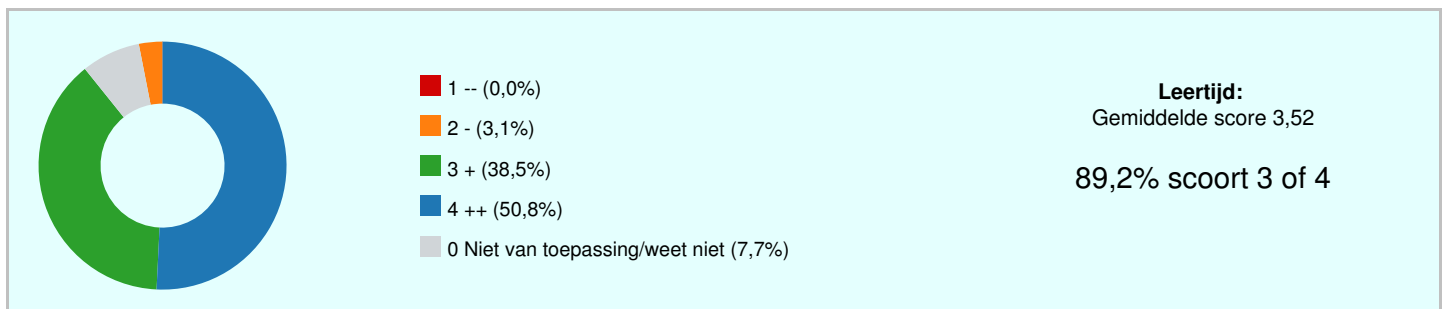 1 -- (0,0%)
2 - (3,1%)
3 + (38,5%)
4 ++ (50,8%)
0 Niet van toepassing/weet niet (7,7%)
Leertijd:
Gemiddelde score 3,52
89,2% scoort 3 of 4